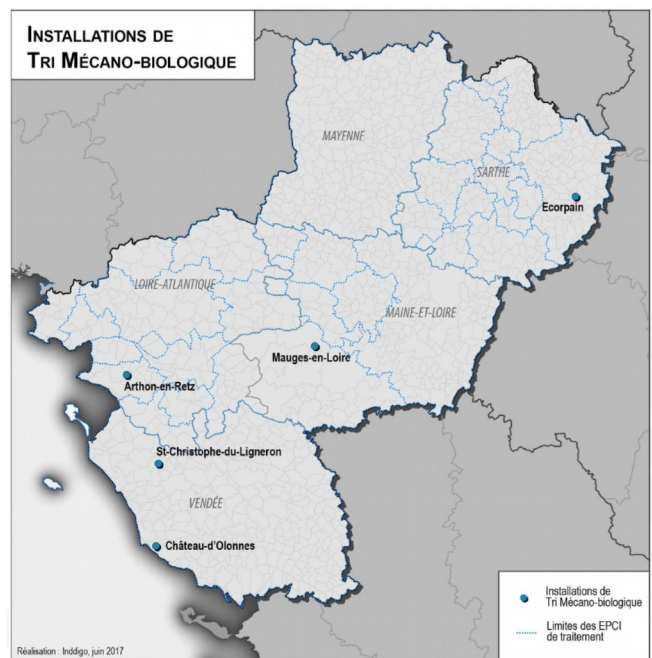 INSTALLATIONS DE
TRI MÉCANO-BIOLOGIQUE
MAYENNE
SARTHE
Ecorpain
LOIRE-ATLANTIQUE
MAINE-ET-LOIRE
Mauges-en-Loire
Arthon-en-Retz
St-Christophe-du-Ligneron
VENDÉE
Château-d'Olonnes
Installations de
Tri Mécano-biologique
Limites des EPCI
de traitement
Réalisation : Inddigo, juin 2017